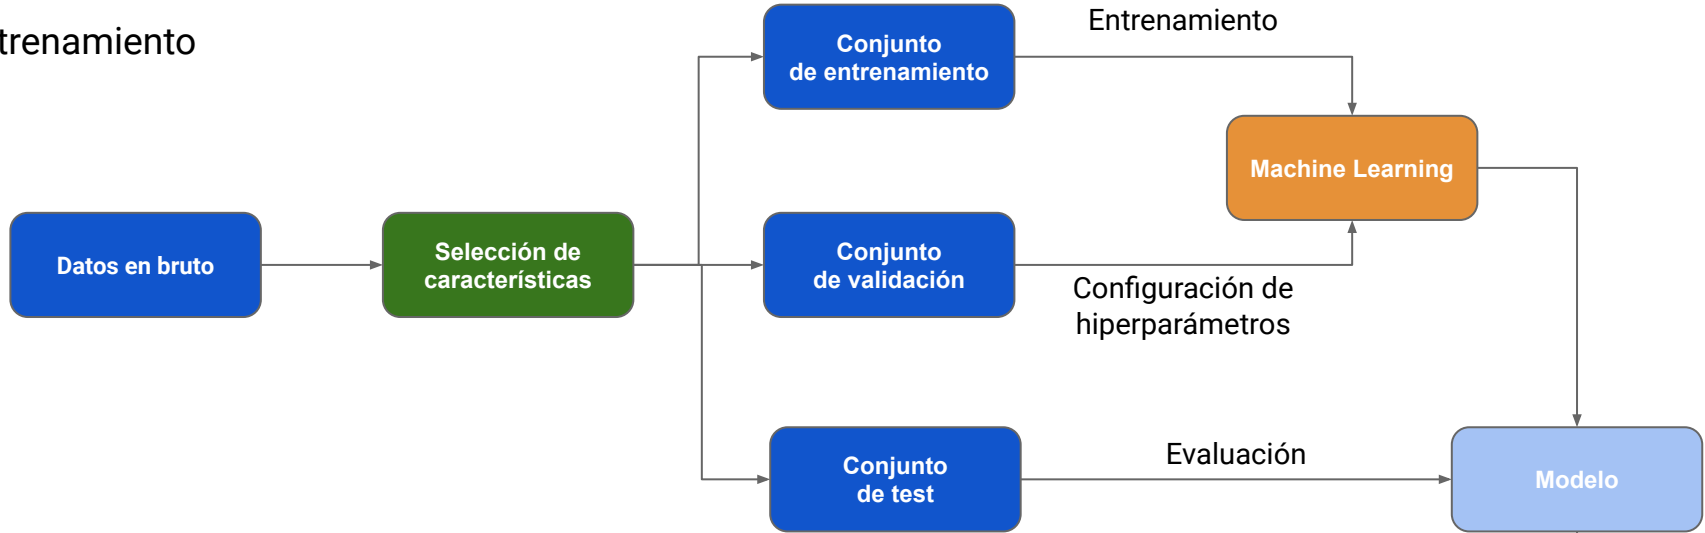 trenamiento
Conjunto
de entrenamiento
Entrenamiento
Machine Learning
Datos en bruto
Selección de
características
Conjunto
de validación
Configuración de
hiperparámetros
Conjunto
de test
Evaluación
Modelo